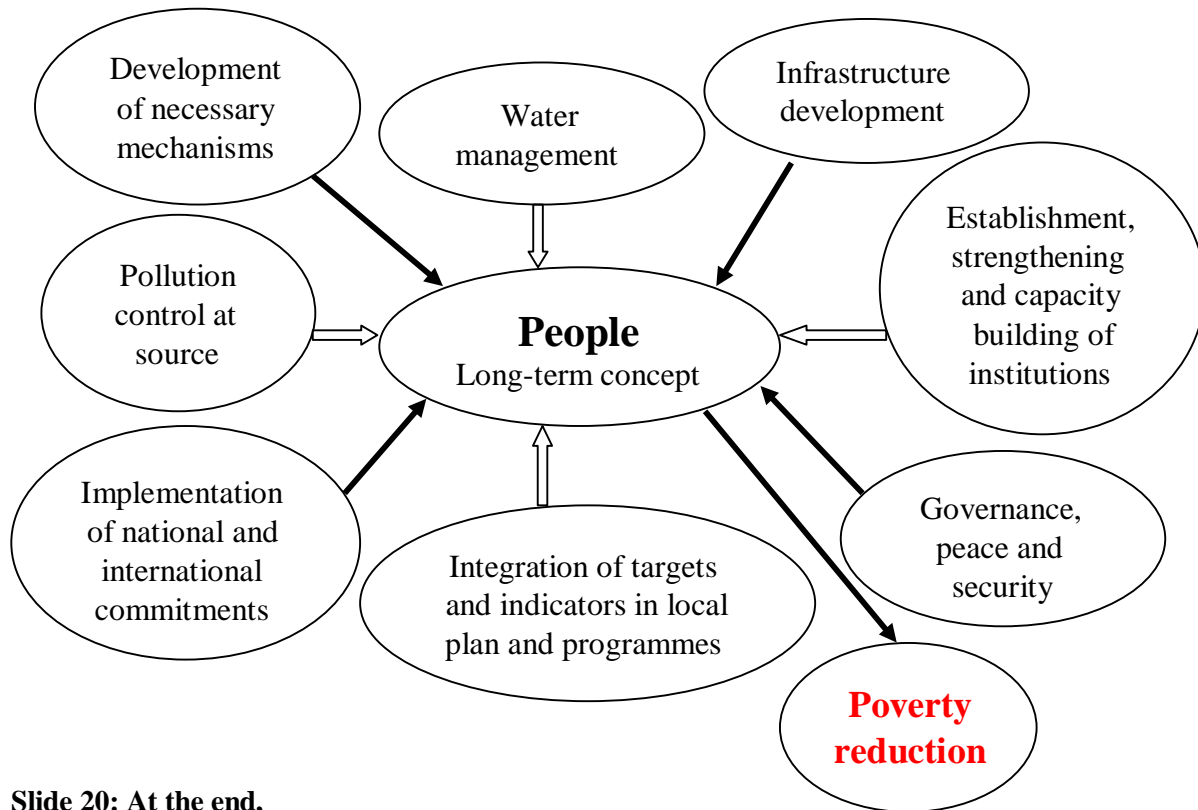 Development
of necessary
mechanisms
Water
management
Infrastructure
development
Establishment,
strengthening
and capacity
building of
institutions
Pollution
control at
source
People
Long-term concept
Implementation
of national and
international
commitments
Integration of targets
and indicators in local
plan and programmes
Governance,
peace and
security
Poverty
reduction
Slide 20: At the end,